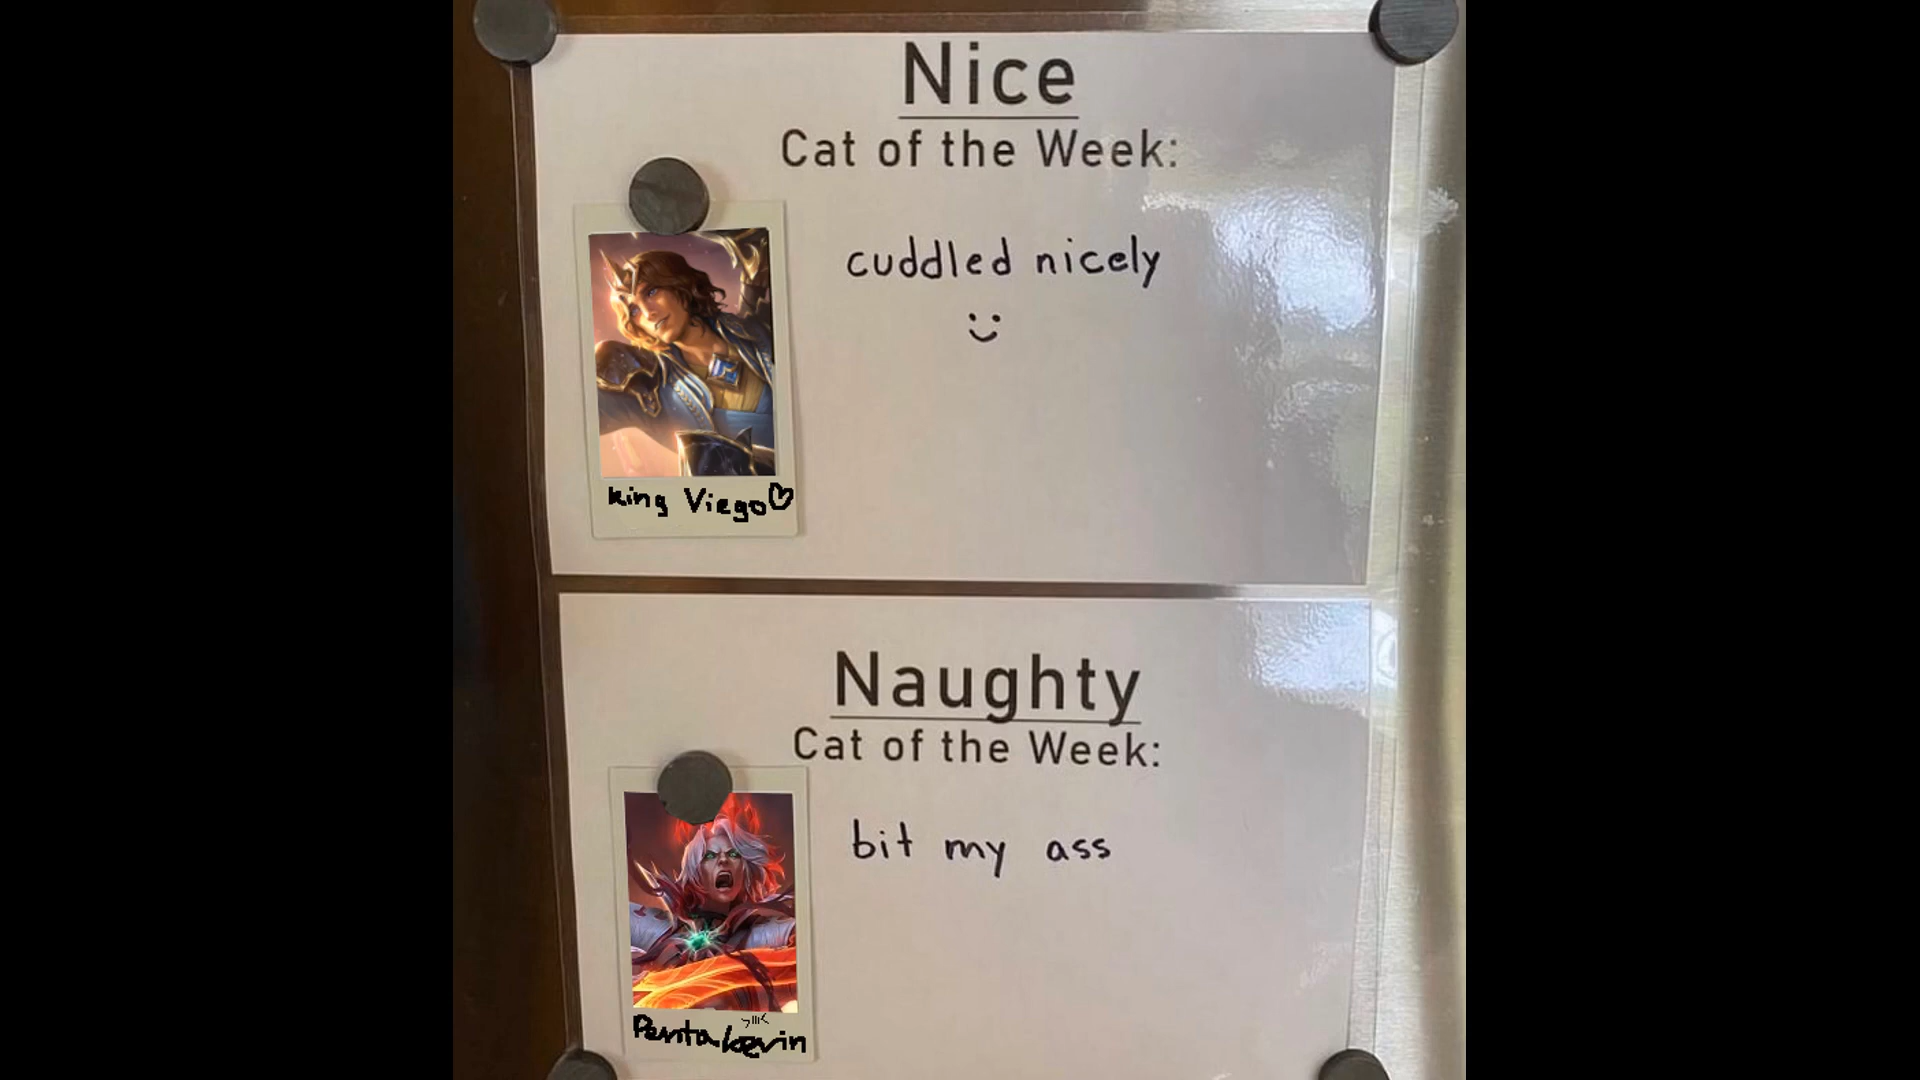 Nice
Cat of the Week:
cuddled nicely
king Viego♡
Naughty
Cat of the Week:
bit my ass
Pentakevin